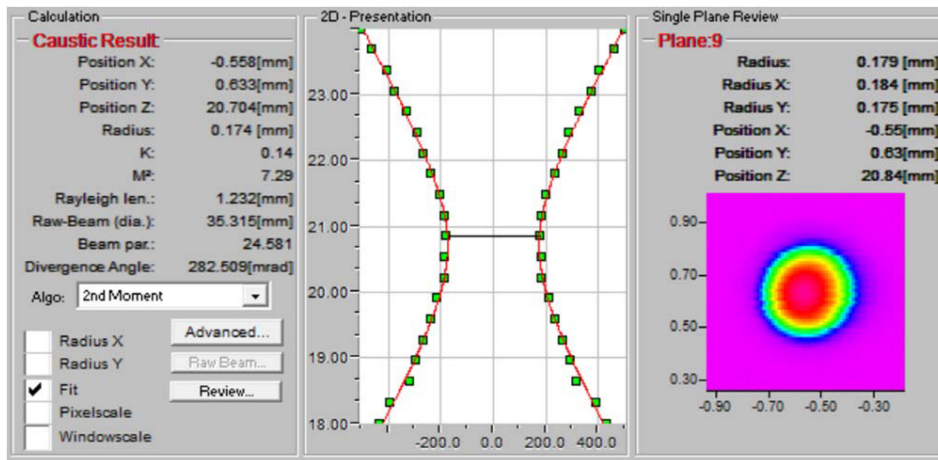 Calculation
Caustic Result:
Position X: -0.558[mm]
Position Y: 0.633[mm]
Position Z: 20.704[mm]
Radius: 0.174 [mm]
K: 0.14
M²: 7.29
Rayleigh len.: 1.232[mm]
Raw-Beam (dia.): 35.315[mm]
Beam par.: 24.581
Divergence Angle: 282.509[mrad]
Algo: 2nd Moment
Radius X
Radius Y
Fit
Pixelscale
Windowscale
Advanced...
Raw Beam...
Review...
2D - Presentation
23.00
22.00
21.00
20.00
19.00
18.00
-200.0 0.0 200.0 400.0
Single Plane Review
Plane:9
Radius: 0.179 [mm]
Radius X: 0.184 [mm]
Radius Y: 0.175 [mm]
Position X: -0.55[mm]
Position Y: 0.63[mm]
Position Z: 20.84[mm]
0.90
0.70
0.50
0.30
-0.90 -0.70 -0.50 -0.30